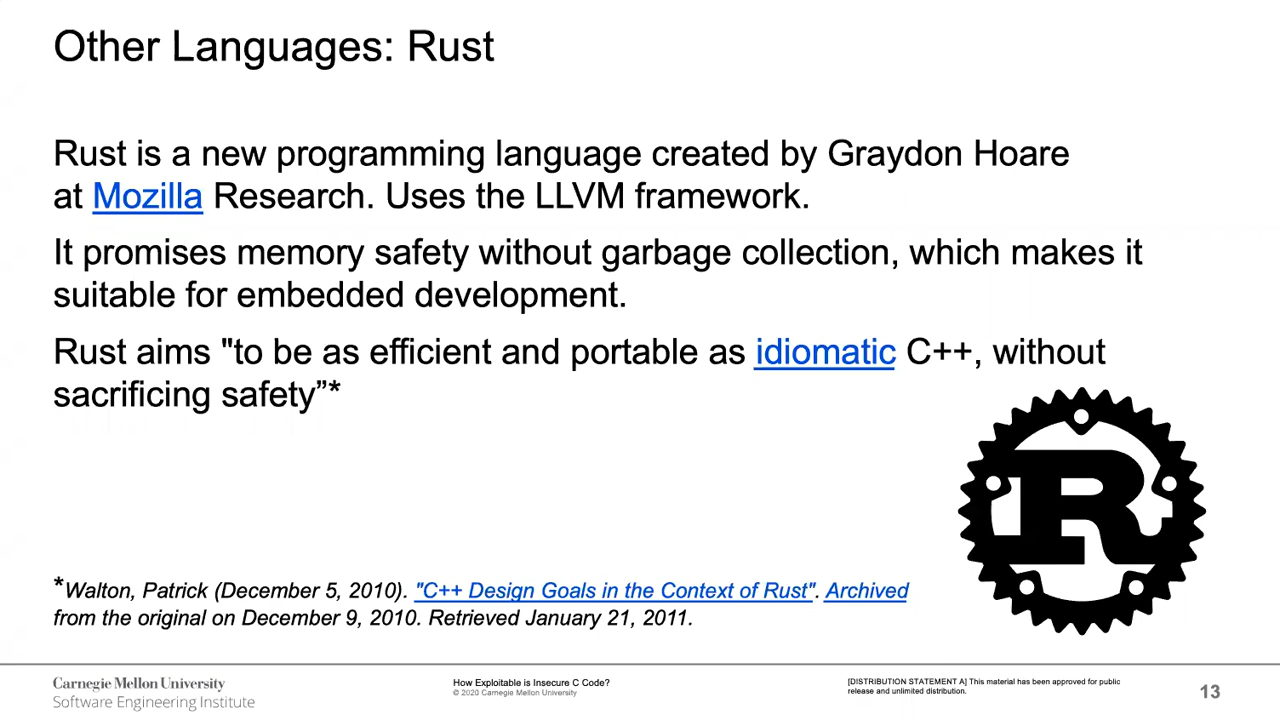 Other Languages: Rust
Rust is a new programming language created by Graydon Hoare
at Mozilla Research. Uses the LLVM framework.
It promises memory safety without garbage collection, which makes it
suitable for embedded development.
Rust aims "to be as efficient and portable as idiomatic C++, without
sacrificing safety”*
R
*Walton, Patrick (December 5, 2010). "C++ Design Goals in the Context of Rust". Archived
from the original on December 9, 2010. Retrieved January 21, 2011.
Carnegie Mellon University
Software Engineering Institute
How Exploitable is Insecure C Code?
© 2020 Carnegie Mellon University
[DISTRIBUTION STATEMENT A] This material has been approved for public
release and unlimited distribution.
13